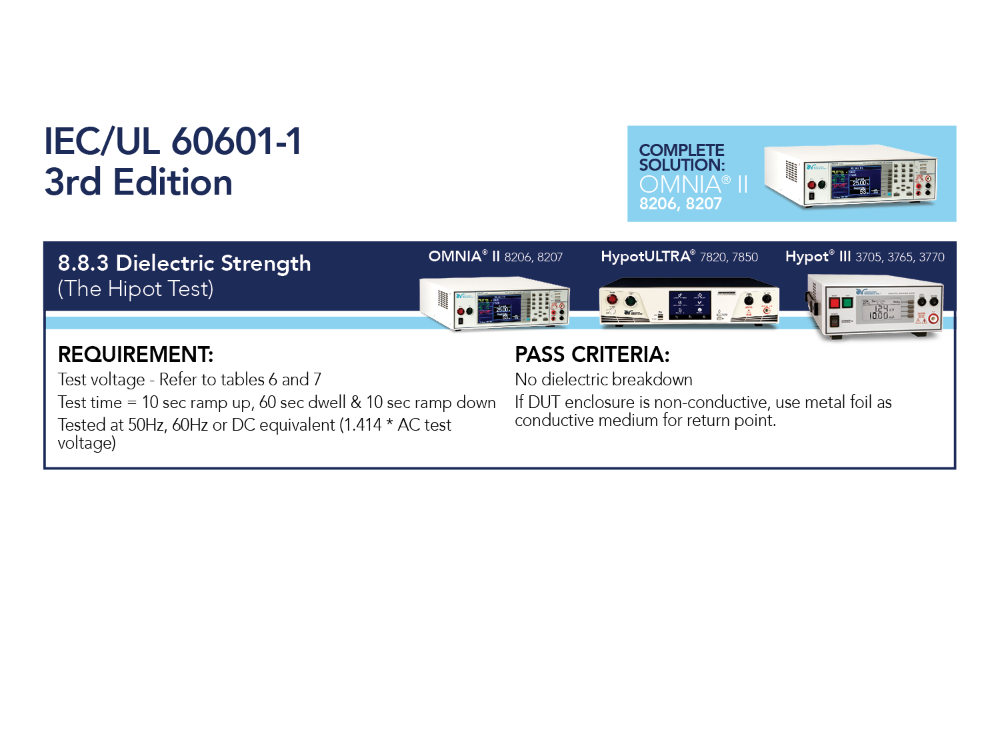 IEC/UL 60601-1
3rd Edition
COMPLETE
SOLUTION:
OMNIA® II
8206, 8207
8.8.3 Dielectric Strength
(The Hipot Test)
OMNIA® II 8206, 8207
HypotULTRA® 7820, 7850
Hypot® III 3705, 3765, 3770
REQUIREMENT:
Test voltage - Refer to tables 6 and 7
Test time = 10 sec ramp up, 60 sec dwell & 10 sec ramp down
Tested at 50Hz, 60Hz or DC equivalent (1.414 * AC test
voltage)
PASS CRITERIA:
No dielectric breakdown
If DUT enclosure is non-conductive, use metal foil as
conductive medium for return point.